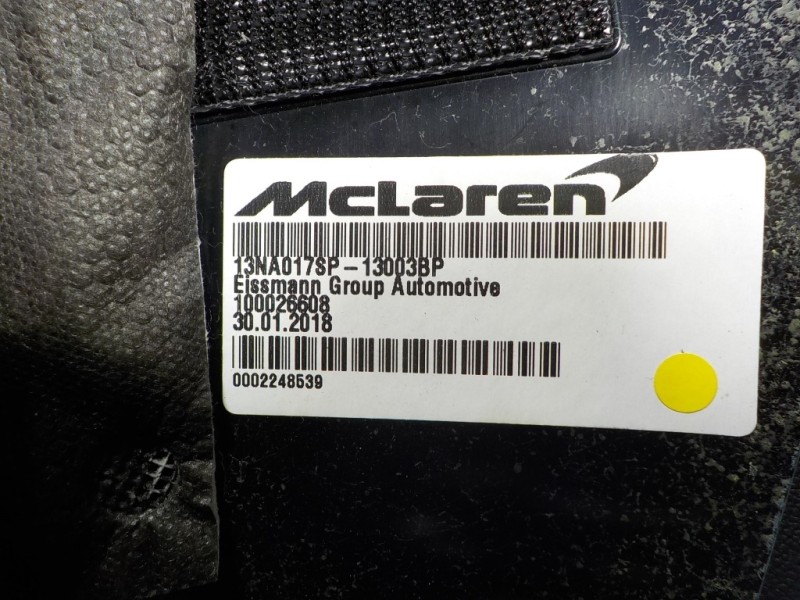 McLaren
13NA017SP-13003BP
Eissmann Group Automotive
100026608
30.01.2018
0002248539